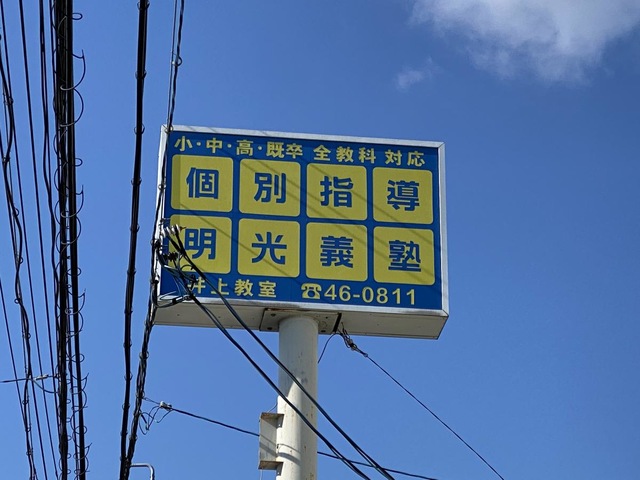 小・中・高・既卒 全教科 対応
個別指導
明光義塾
井上教室 ☎46-0811